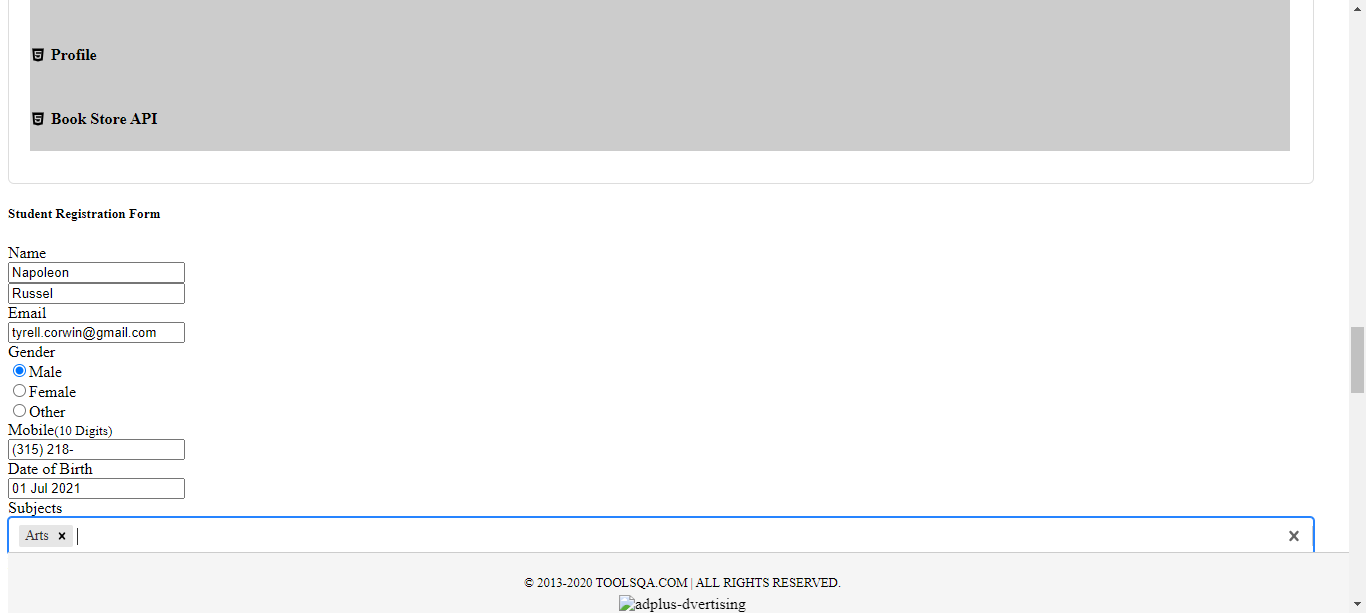 Profile
Book Store API
Student Registration Form
Name
Napoleon
Russel
Email
tyrell.corwin@gmail.com
Gender
Male
Female
Other
Mobile(10 Digits)
(315) 218-
Date of Birth
01 Jul 2021
Subjects
Arts
© 2013-2020 TOOLSQA.COM | ALL RIGHTS RESERVED.
adplus-dvertising